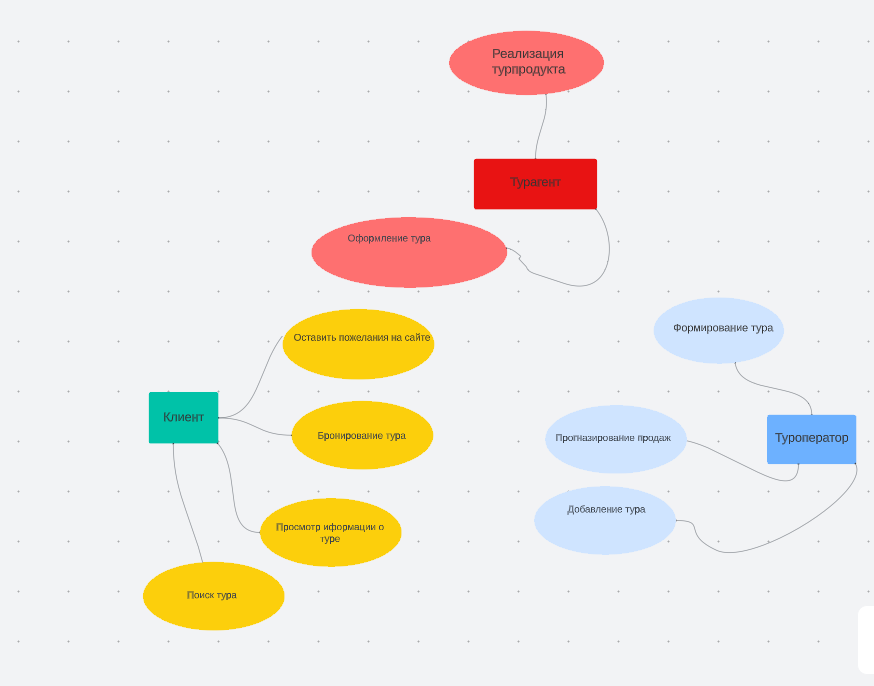 Реализация
турпродукта
Турагент
Оформление тура
Формирование тура
Оставить пожелания на сайте
Клиент
Бронирование тура
Прогназирование продаж
Туроператор
Добавление тура
Просмотр иформации о
туре
Поиск тура